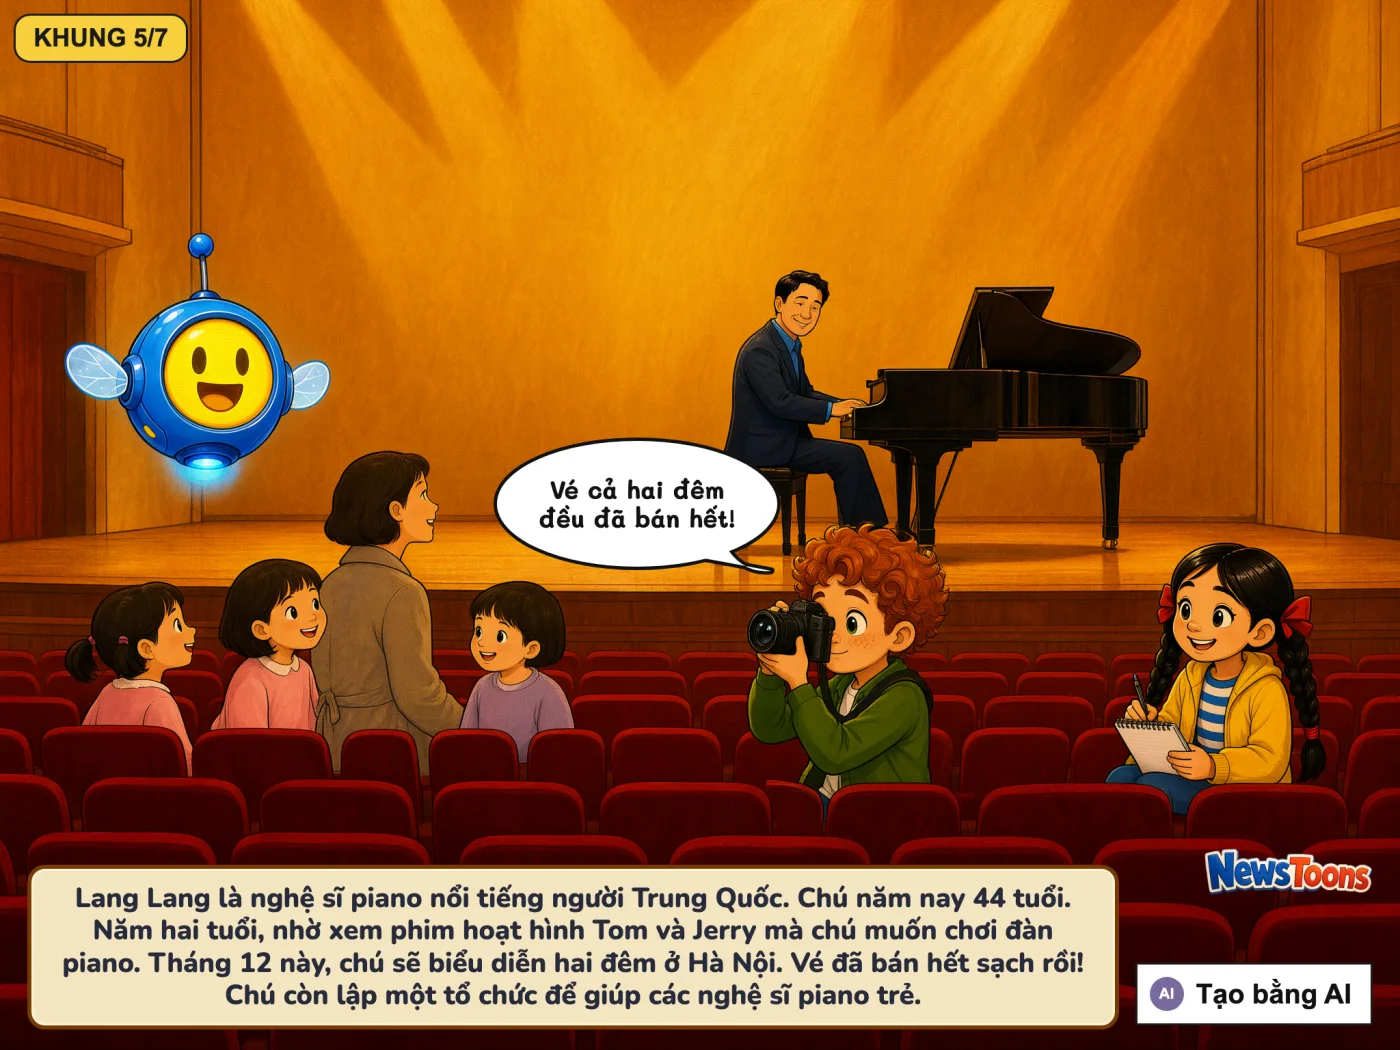 KHUNG 5/7
Vé cả hai đêm
đều đã bán hết!
Lang Lang là nghệ sĩ piano nổi tiếng người Trung Quốc. Chú năm nay 44 tuổi.
Năm hai tuổi, nhờ xem phim hoạt hình Tom và Jerry mà chú muốn chơi đàn
piano. Tháng 12 này, chú sẽ biểu diễn hai đêm ở Hà Nội. Vé đã bán hết sạch rồi!
Chú còn lập một tổ chức để giúp các nghệ sĩ piano trẻ.
NEWSTOONS
AI Tạo bằng AI